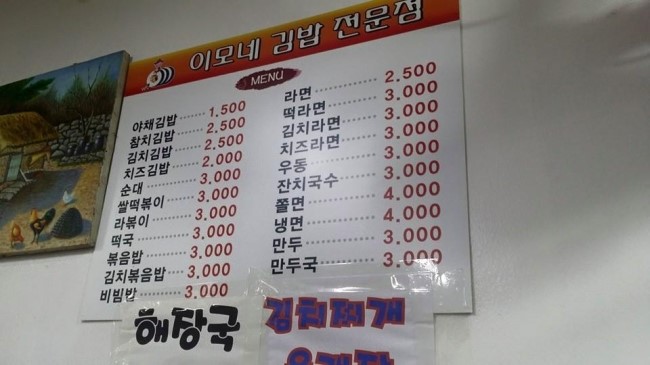 이모네 김밥 전문점
MENU
야채김밥 ······· 1.500
참치김밥 ······· 2.500
김치김밥 ······· 2.500
치즈김밥 ······· 2.000
순대 ············ 3.000
쌀떡볶이 ······· 3.000
라볶이 ·········· 3.000
떡국 ············ 3.000
볶음밥 ·········· 3.000
김치볶음밥 ···· 3.000
비빔밥 ·········· 3.000
라면 ············ 2.500
떡라면 ·········· 3.000
김치라면 ······· 3.000
치즈라면 ······· 3.000
우동 ············ 3.000
잔치국수 ······· 3.000
쫄면 ············ 4.000
냉면 ············ 4.000
만두 ············ 3.000
만두국 ·········· 3.000
해장국
김치찌개